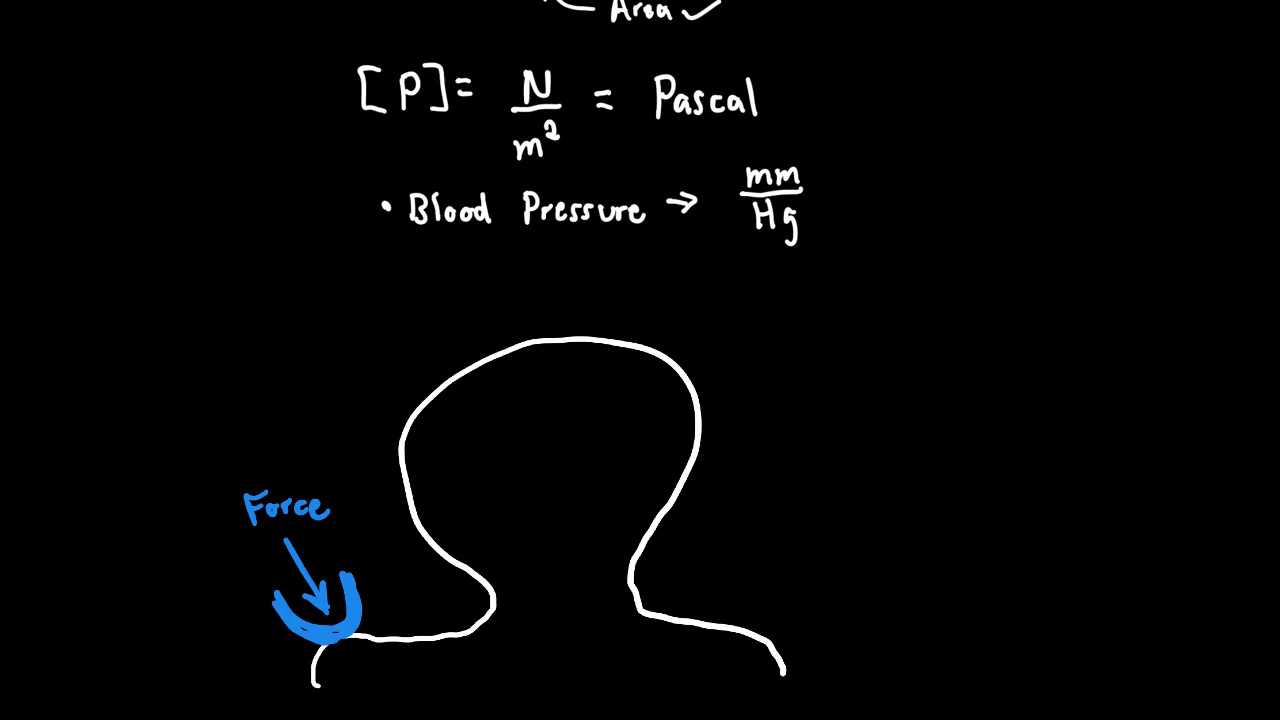 Area ✓
[P] = N/m² = Pascal
• Blood Pressure → mm/Hg
Force